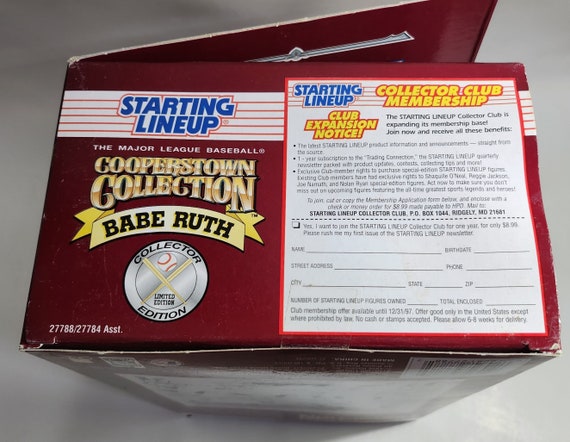 STARTING
LINEUP®
THE MAJOR LEAGUE BASEBALL®
COOPERSTOWN
COLLECTION
BABE RUTH™
COLLECTOR
LIMITED
EDITION
EDITION
27788/27784 Asst.
STARTING
LINEUP®
COLLECTOR CLUB
MEMBERSHIP
CLUB
EXPANSION
NOTICE!
The STARTING LINEUP Collector Club is
expanding its membership base!
Join now and receive all these benefits:
• The latest STARTING LINEUP product information and announcements — straight from
the source.
• 1 - year subscription to the "Trading Connection," the STARTING LINEUP quarterly
newsletter packed with product updates, contests, collecting tips and more!
• Exclusive Club-member rights to purchase special-edition STARTING LINEUP figures.
Existing Club members have had exclusive rights to Shaquille O'Neal, Reggie Jackson,
Joe Namath, and Nolan Ryan special-edition figures. Act now to make sure you don't
miss out on upcoming figures featuring the all-time greatest sports legends and heroes!
To join, cut or copy the Membership Application below, and enclose with a
check or money order for $8.99 made payable to HPD. Mail to:
STARTING LINEUP COLLECTOR CLUB, P.O. BOX 1044, RIDGELY, MD 21681
Yes, I want to join the STARTING LINEUP Collector Club for one year, for only $8.99.
Please rush me my first issue of the STARTING LINEUP newsletter.
NAME BIRTHDATE
STREET ADDRESS PHONE
CITY STATE ZIP
NUMBER OF STARTING LINEUP FIGURES OWNED TOTAL ENCLOSED
Club membership offer available until 12/31/97. Offer good only in the United States except
where prohibited by law. No cash or stamps accepted. Please allow 6-8 weeks for delivery.